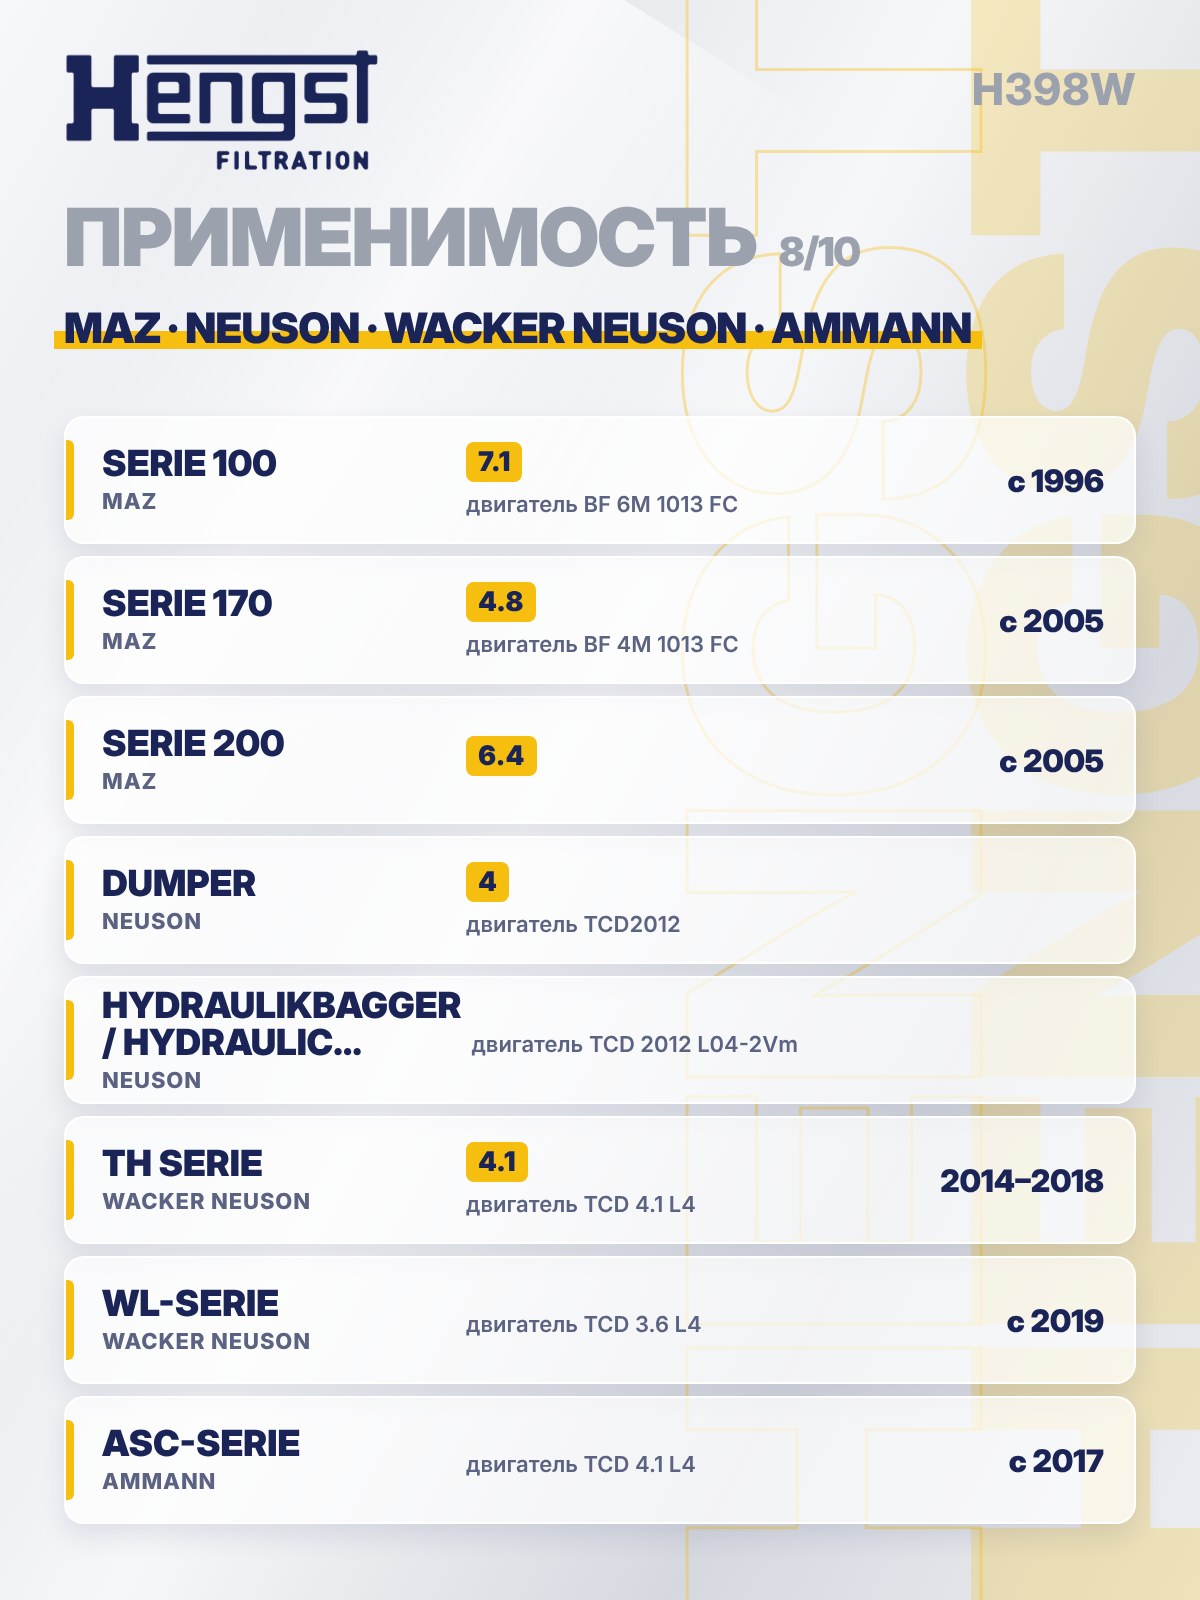 Hengst
FILTRATION
H398W
ПРИМЕНИМОСТЬ 8/10
MAZ · NEUSON · WACKER NEUSON · AMMANN
SERIE 100
MAZ
7.1
двигатель BF 6M 1013 FC
с 1996
SERIE 170
MAZ
4.8
двигатель BF 4M 1013 FC
с 2005
SERIE 200
MAZ
6.4
с 2005
DUMPER
NEUSON
4
двигатель TCD2012
HYDRAULIKBAGGER
/ HYDRAULIC...
NEUSON
двигатель TCD 2012 L04-2Vm
TH SERIE
WACKER NEUSON
4.1
двигатель TCD 4.1 L4
2014–2018
WL-SERIE
WACKER NEUSON
двигатель TCD 3.6 L4
с 2019
ASC-SERIE
AMMANN
двигатель TCD 4.1 L4
с 2017
HENGST
HENGST